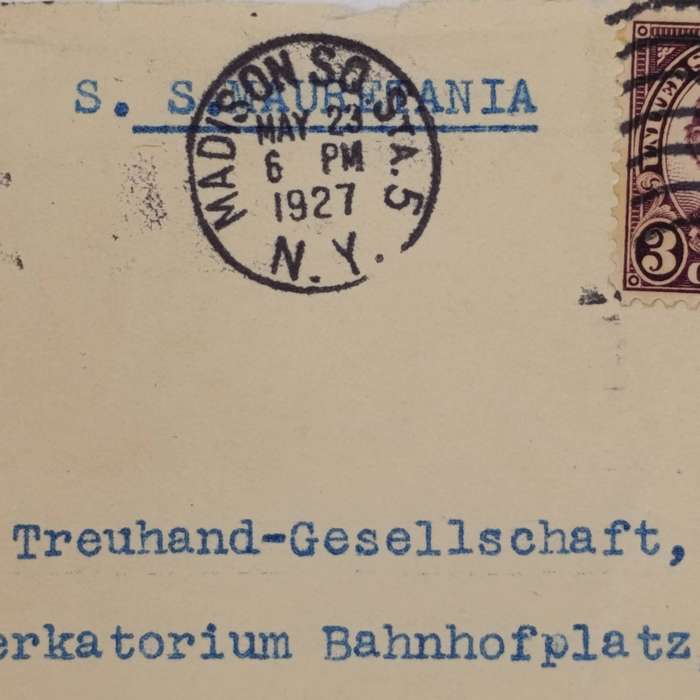 S. S. MAURETANIA
MADISON SQ. STA. 5
MAY 23
6 PM
1927
N.Y.
3
Treuhand-Gesellschaft,
erkatorium Bahnhofplatz,